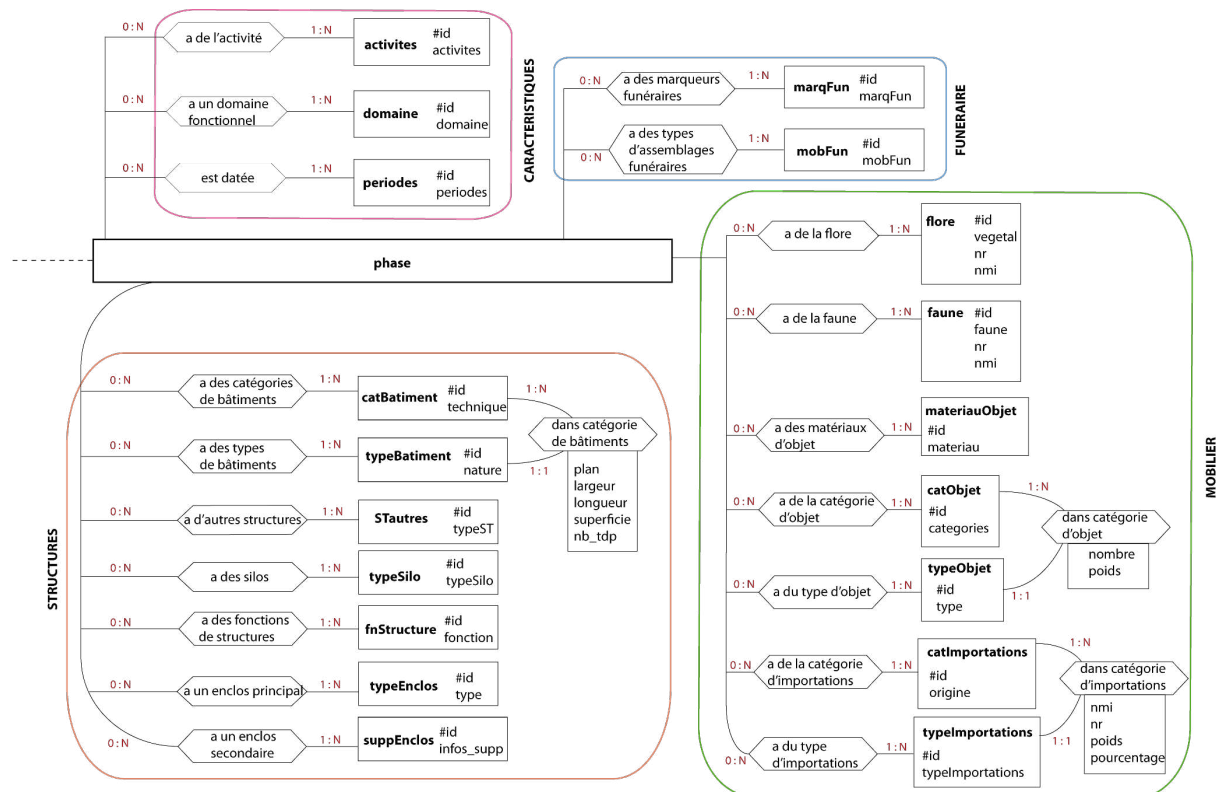 0:N
a de l'activité
1:N
activites
#id
activites
0:N
a un domaine
fonctionnel
1:N
domaine
#id
domaine
0:N
est datée
1:N
periodes
#id
periodes
CARACTERISTIQUES
0:N
a des marqueurs
funéraires
1:N
marqFun
#id
marqFun
0:N
a des types
d'assemblages
funéraires
1:N
mobFun
#id
mobFun
FUNERAIRE
phase
0:N
a des catégories
de bâtiments
1:N
catBatiment
#id
technique
1:N
dans catégorie
de bâtiments
plan
largeur
longueur
superficie
nb_tdp
0:N
a des types
de bâtiments
1:N
typeBatiment
#id
nature
1:1
0:N
a d'autres structures
1:N
STautres
#id
typeST
0:N
a des silos
1:N
typeSilo
#id
typeSilo
0:N
a des fonctions
de structures
1:N
fnStructure
#id
fonction
0:N
a un enclos principal
1:N
typeEnclos
#id
type
0:N
a un enclos
secondaire
1:N
suppEnclos
#id
infos_supp
STRUCTURES
0:N
a de la flore
1:N
flore
#id
vegetal
nr
nmi
0:N
a de la faune
1:N
faune
#id
faune
nr
nmi
0:N
a des matériaux
d'objet
1:N
materiauObjet
#id
materiau
0:N
a de la catégorie
d'objet
1:N
catObjet
#id
categories
1:N
dans catégorie
d'objet
nombre
poids
0:N
a du type d'objet
1:N
typeObjet
#id
type
1:1
0:N
a de la catégorie
d'importations
1:N
catImportations
#id
origine
1:N
dans catégorie
d'importations
nmi
nr
poids
pourcentage
0:N
a du type
d'importations
1:N
typeImportations
#id
typeImportations
1:1
MOBILIER